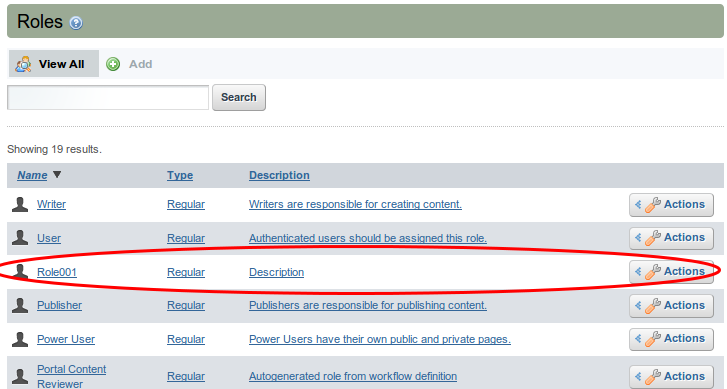 Roles
View All Add
Search
Showing 19 results.
Name Type Description
Writer Regular Writers are responsible for creating content. Actions
User Regular Authenticated users should be assigned this role. Actions
Role001 Regular Description Actions
Publisher Regular Publishers are responsible for publishing content. Actions
Power User Regular Power Users have their own public and private pages. Actions
Portal Content
Reviewer Regular Autogenerated role from workflow definition Actions